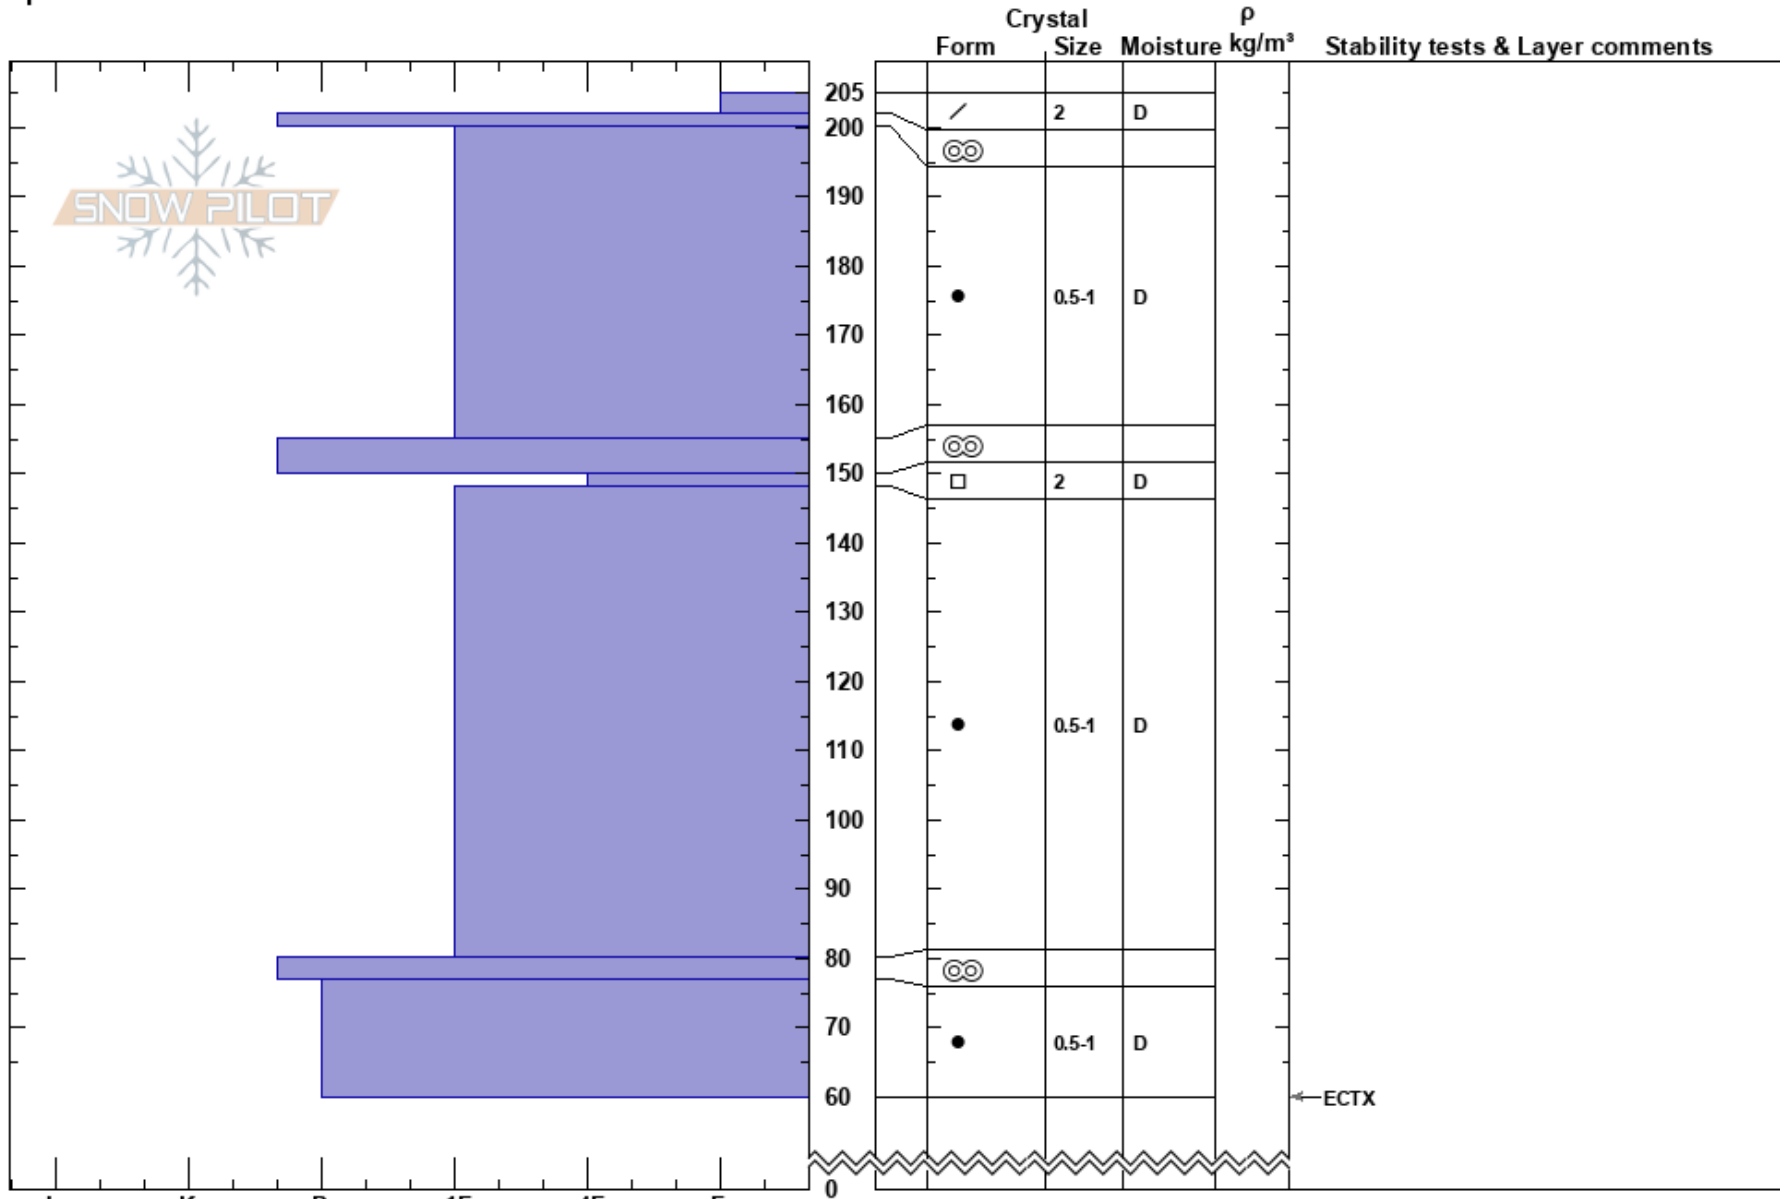 Crystal ρ
Form Size Moisture kg/m³ Stability tests & Layer comments
205
2 D
200
SNOW PILOT
190
180
0.5-1 D
170
160
150
2 D
140
130
120
0.5-1 D
110
100
90
80
70
0.5-1 D
60
ECTX
0